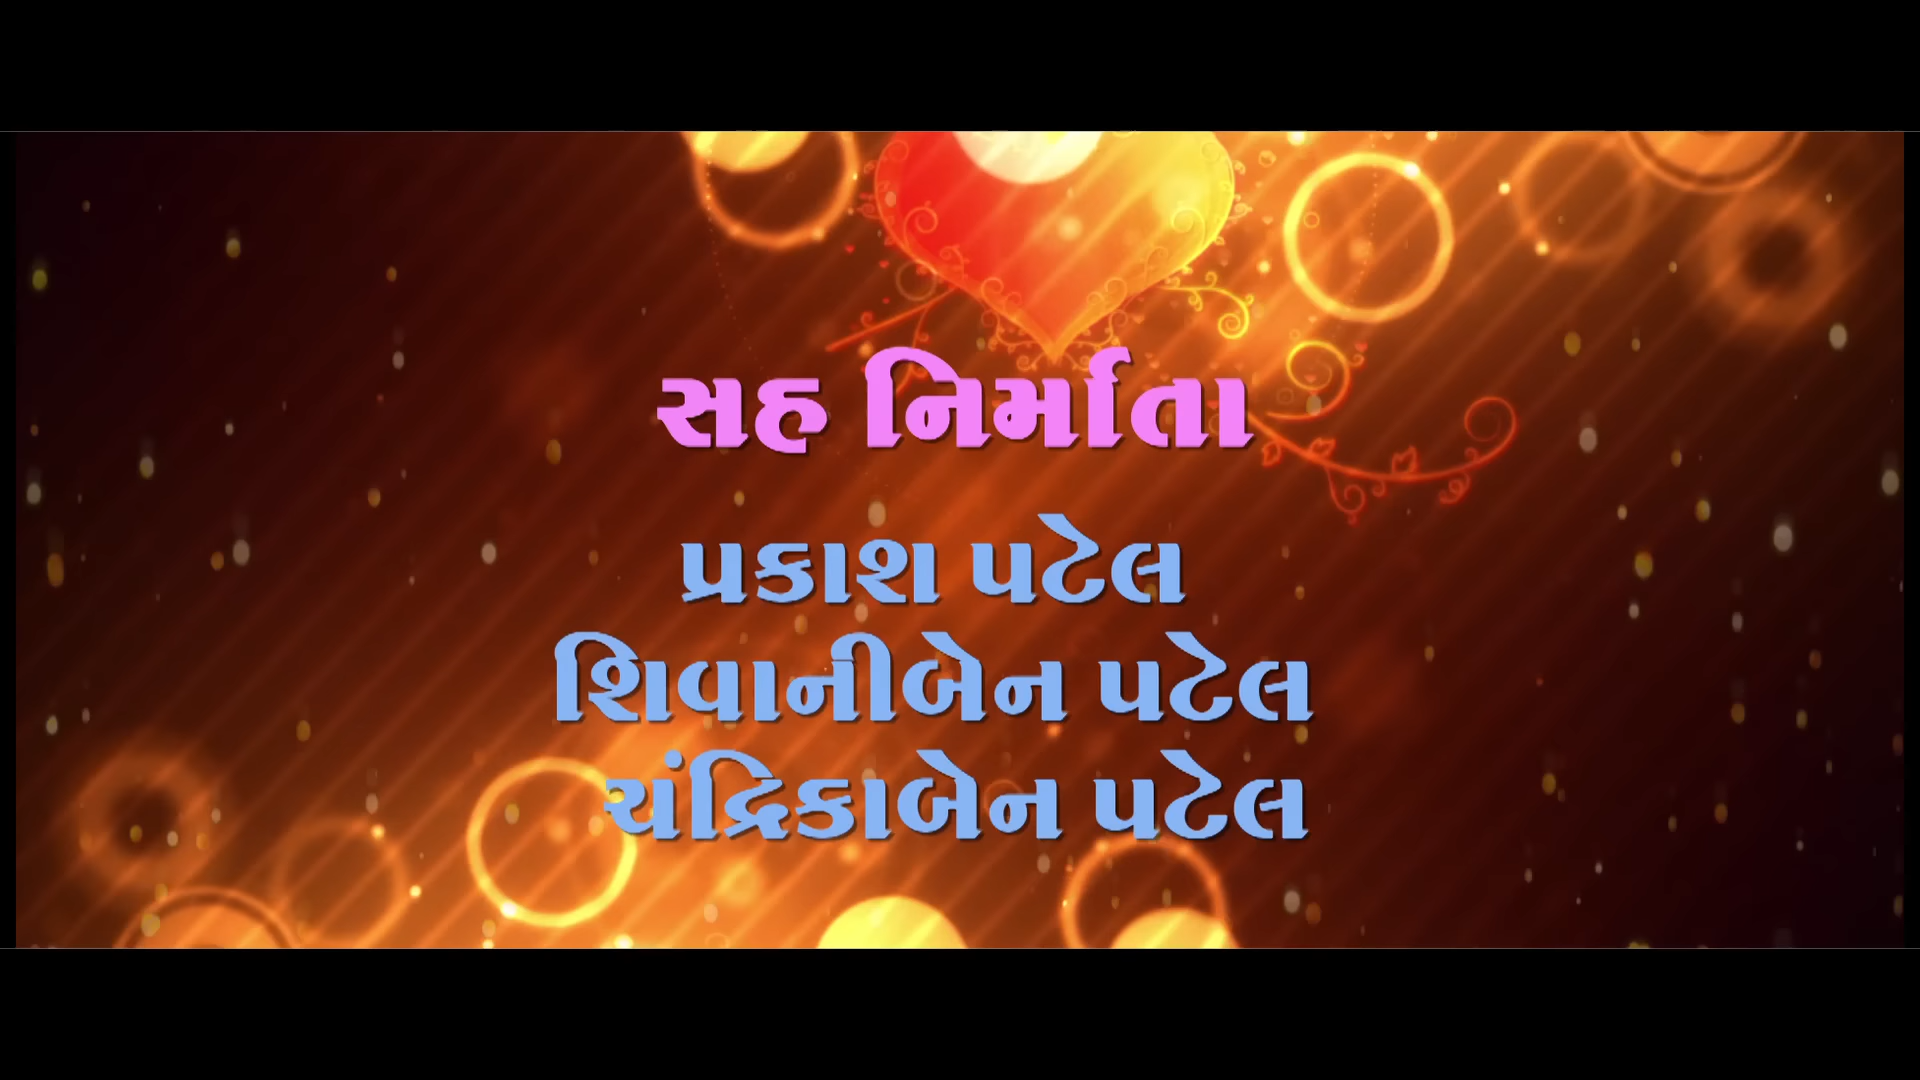 સહ નિર્માતા
પ્રકાશ પટેલ
શિવાનીબેન પટેલ
ચંદ્રિકાબેન પટેલ